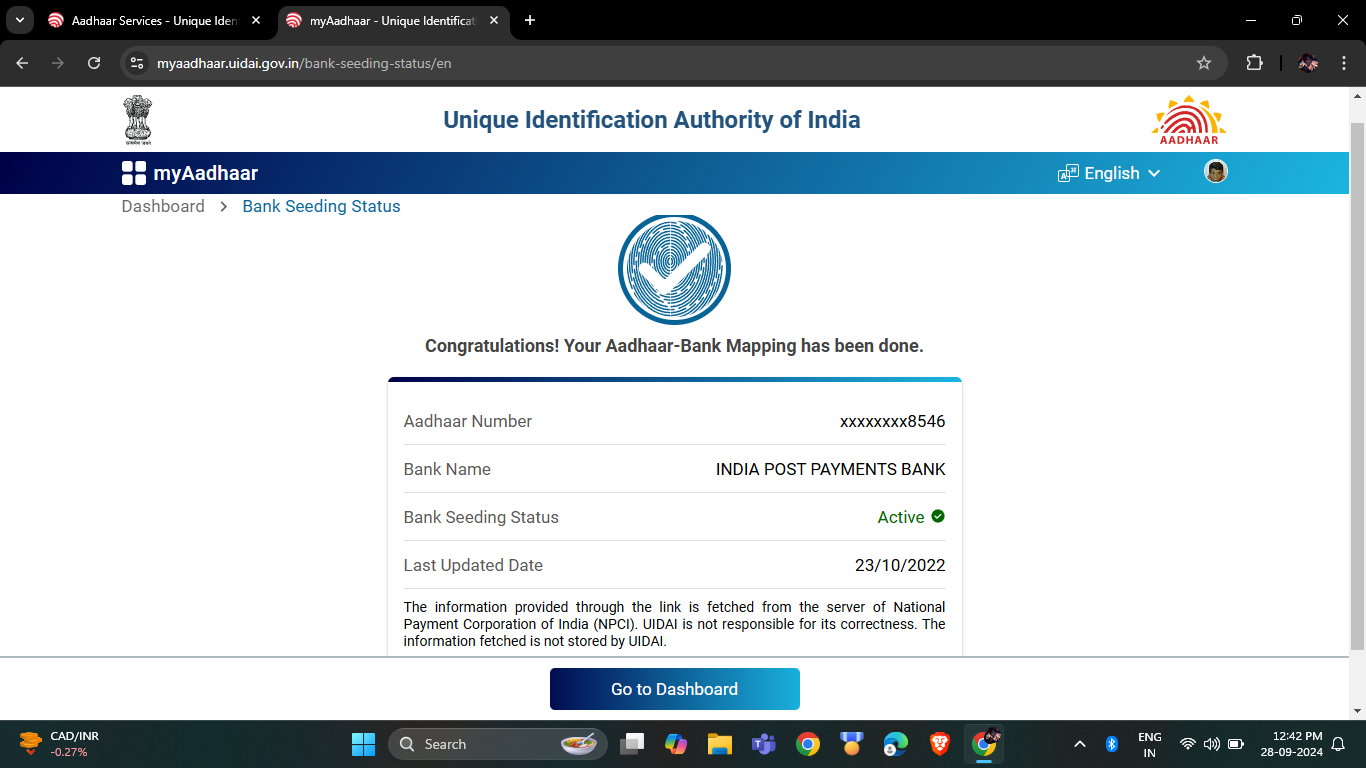 Aadhaar Services - Unique Iden
myAadhaar - Unique Identificat
myaadhaar.uidai.gov.in/bank-seeding-status/en
सत्यमेव जयते
Unique Identification Authority of India
AADHAAR
myAadhaar
English
Dashboard > Bank Seeding Status
Congratulations! Your Aadhaar-Bank Mapping has been done.
Aadhaar Number xxxxxxxx8546
Bank Name INDIA POST PAYMENTS BANK
Bank Seeding Status Active
Last Updated Date 23/10/2022
The information provided through the link is fetched from the server of National
Payment Corporation of India (NPCI). UIDAI is not responsible for its correctness. The
information fetched is not stored by UIDAI.
Go to Dashboard
CAD/INR
-0.27%
Search
ENG
IN
12:42 PM
28-09-2024